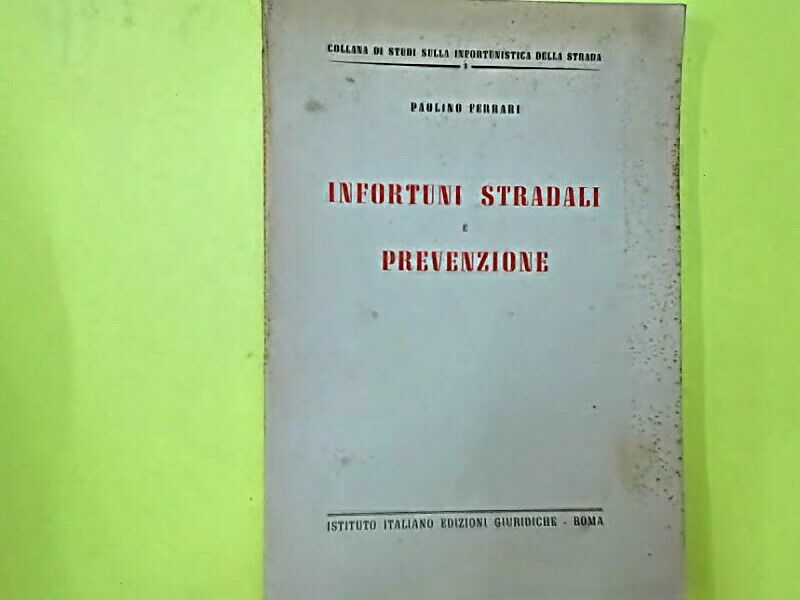 COLLANA DI STUDI SULLA INFORTUNISTICA DELLA STRADA
PAOLINO FERRARI
INFORTUNI STRADALI
E
PREVENZIONE
ISTITUTO ITALIANO EDIZIONI GIURIDICHE - ROMA